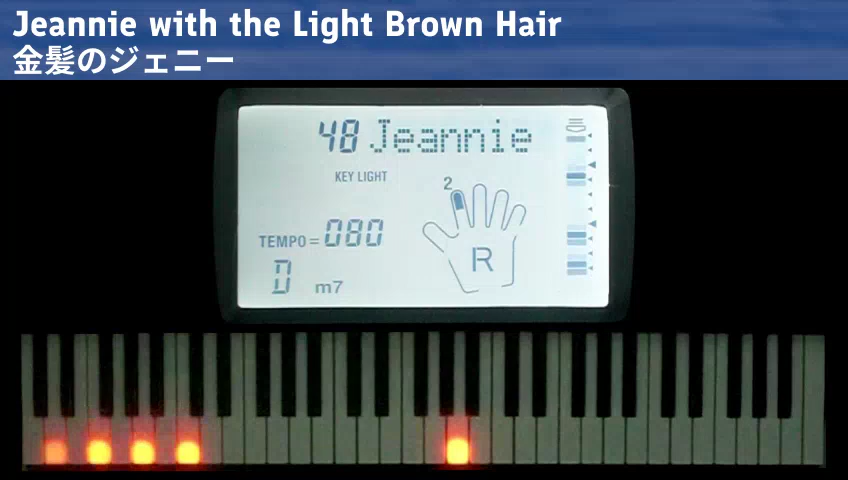 Jeannie with the Light Brown Hair
金髪のジェニー
48 Jeannie
KEY LIGHT
2
TEMPO = 080
R
D m7